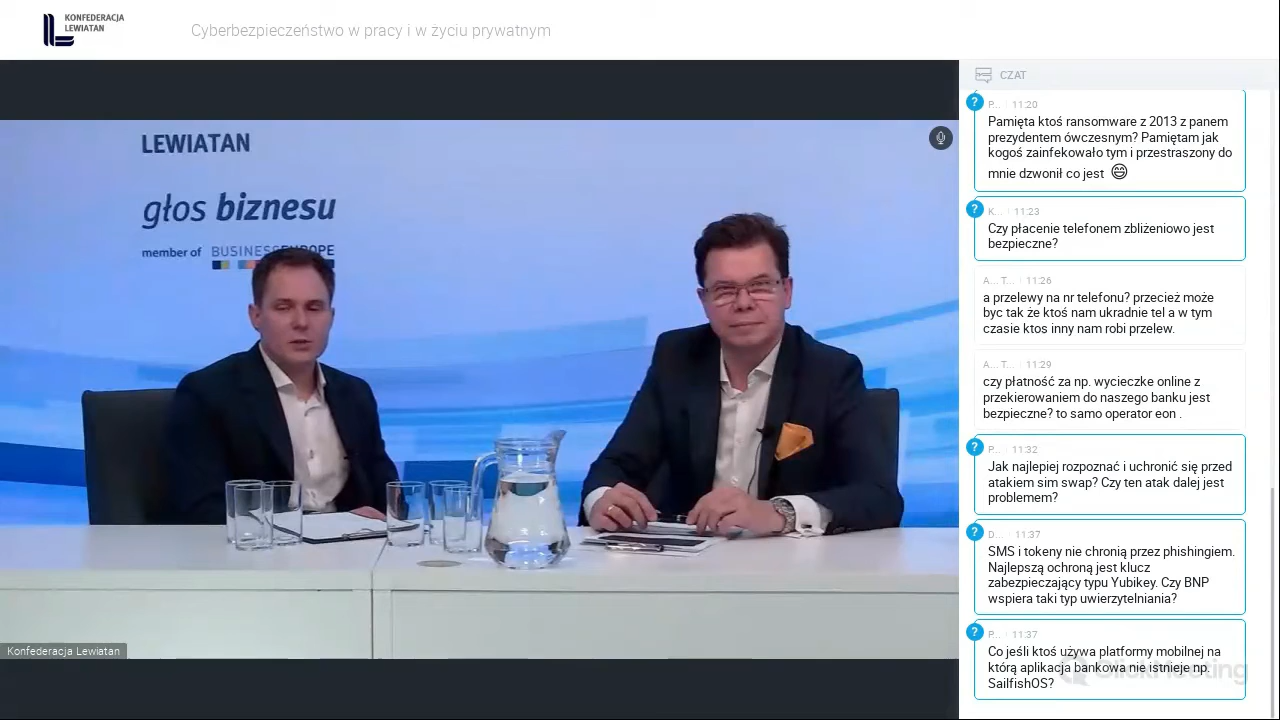 KONFEDERACJA
LEWIATAN
Cyberbezpieczeństwo w pracy i w życiu prywatnym
LEWIATAN
głos biznesu
member of BUSINESSEUROPE
Konfederacja Lewiatan
CZAT
P... 11:20
Pamięta ktoś ransomware z 2013 z panem
prezydentem ówczesnym? Pamiętam jak
kogoś zainfekowało tym i przestraszony do
mnie dzwonił co jest 😄
K... 11:23
Czy płacenie telefonem zbliżeniowo jest
bezpieczne?
A... T... 11:26
a przelewy na nr telefonu? przeciąż może
byc tak że ktoś nam ukradnie tel a w tym
czasie ktos inny nam robi przelew.
A... T... 11:29
czy płatność za np. wycieczke online z
przekierowaniem do naszego banku jest
bezpieczne? to samo operator eon .
P... 11:32
Jak najlepiej rozpoznać i uchronić się przed
atakiem sim swap? Czy ten atak dalej jest
problemem?
D... 11:37
SMS i tokeny nie chronią przez phishingiem.
Najlepszą ochroną jest klucz
zabezpieczający typu Yubikey. Czy BNP
wspiera taki typ uwierzytelniania?
P... 11:37
Co jeśli ktoś używa platformy mobilnej na
którą aplikacja bankowa nie istnieje np.
SailfishOS?
ClickMeeting